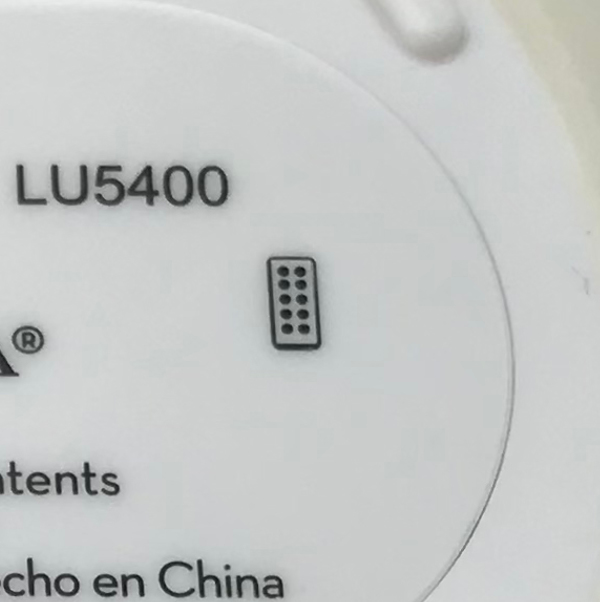 LU5400
A®
tents
cho en China